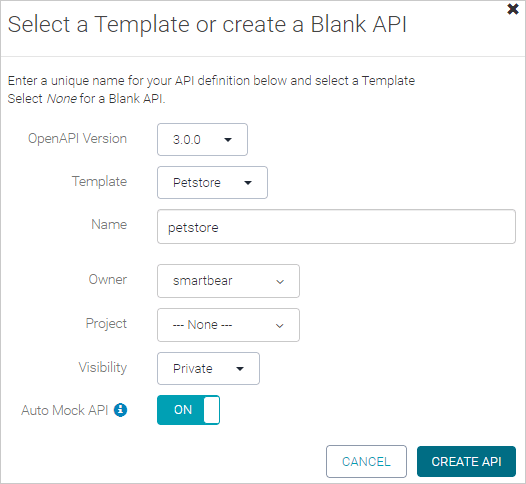 Select a Template or create a Blank API
Enter a unique name for your API definition below and select a Template
Select None for a Blank API.
OpenAPI Version 3.0.0
Template Petstore
Name petstore
Owner smartbear
Project --- None ---
Visibility Private
Auto Mock API ON
CANCEL CREATE API